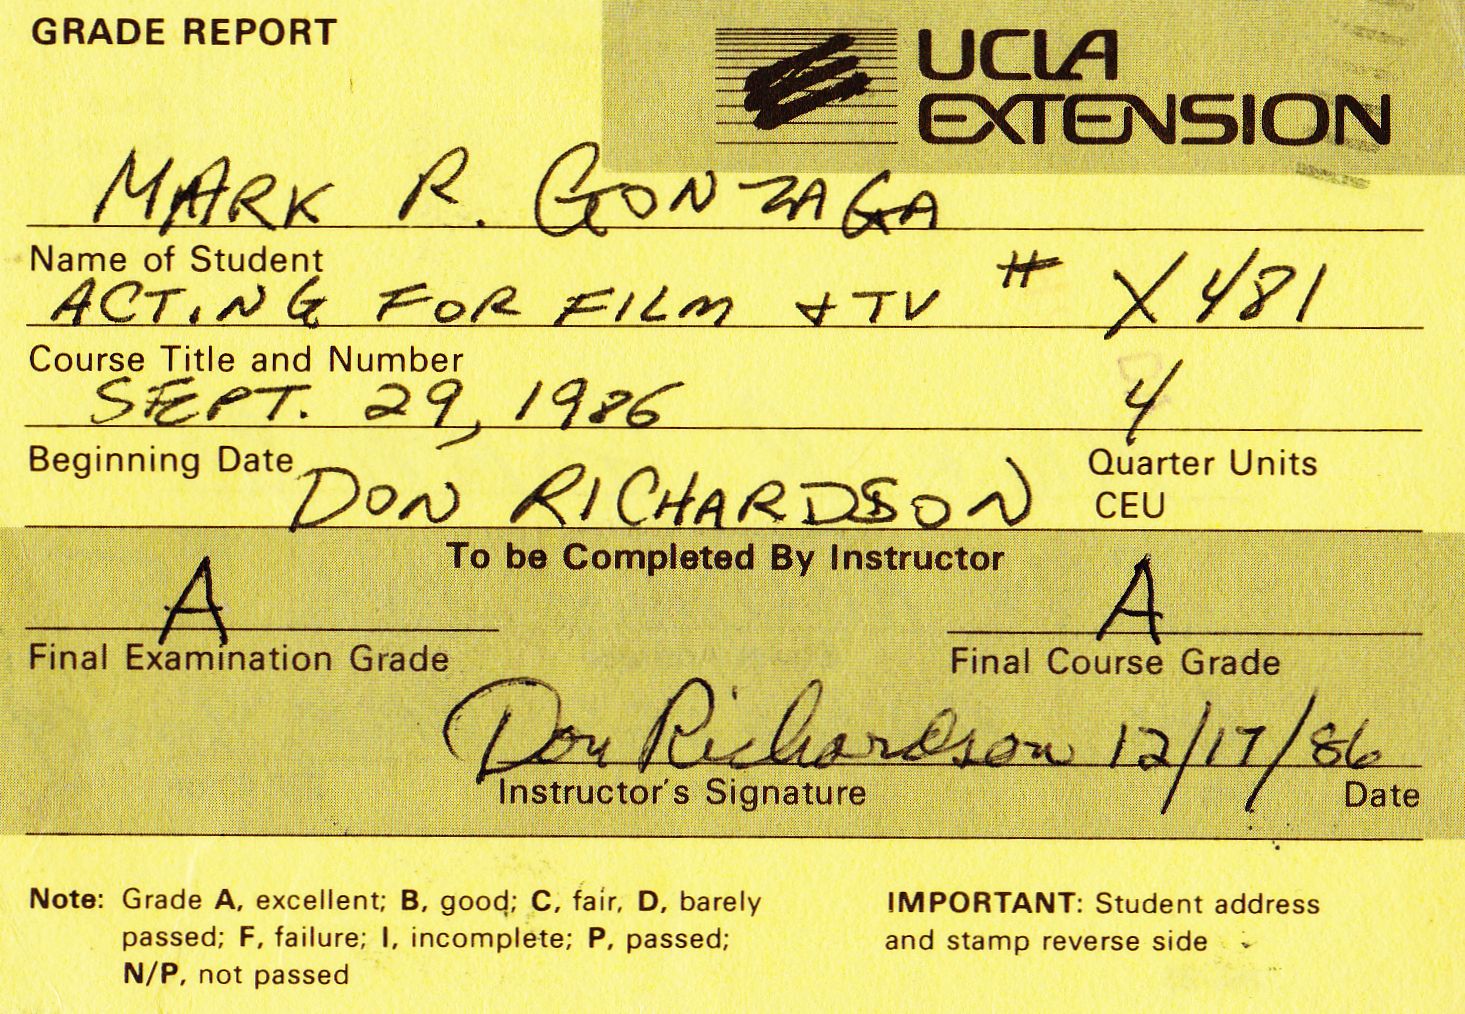 GRADE REPORT
UCLA
EXTENSION
MARK R. GONZAGA
Name of Student
ACTING FOR FILM + TV # X 481
Course Title and Number
SEPT. 29, 1986 4
Beginning Date Quarter Units
DON RICHARDSON CEU
To be Completed By Instructor
A A
Final Examination Grade Final Course Grade
Don Richardson 12/17/86
Instructor's Signature Date
Note: Grade A, excellent; B, good; C, fair, D, barely
passed; F, failure; I, incomplete; P, passed;
N/P, not passed
IMPORTANT: Student address
and stamp reverse side